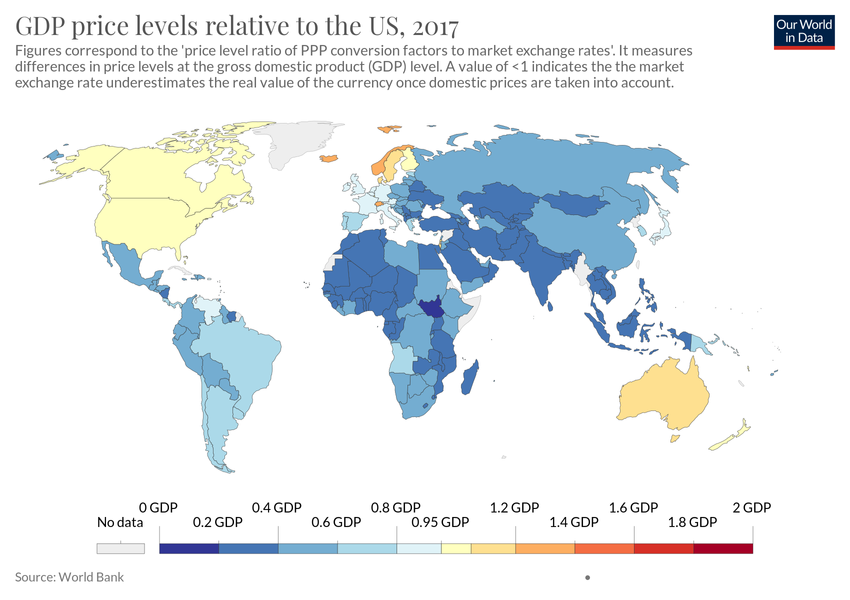 GDP price levels relative to the US, 2017
Our World
in Data
Figures correspond to the 'price level ratio of PPP conversion factors to market exchange rates'. It measures
differences in price levels at the gross domestic product (GDP) level. A value of <1 indicates the the market
exchange rate underestimates the real value of the currency once domestic prices are taken into account.
0 GDP 0.4 GDP 0.8 GDP 1.2 GDP 1.6 GDP 2 GDP
No data 0.2 GDP 0.6 GDP 0.95 GDP 1.4 GDP 1.8 GDP
Source: World Bank